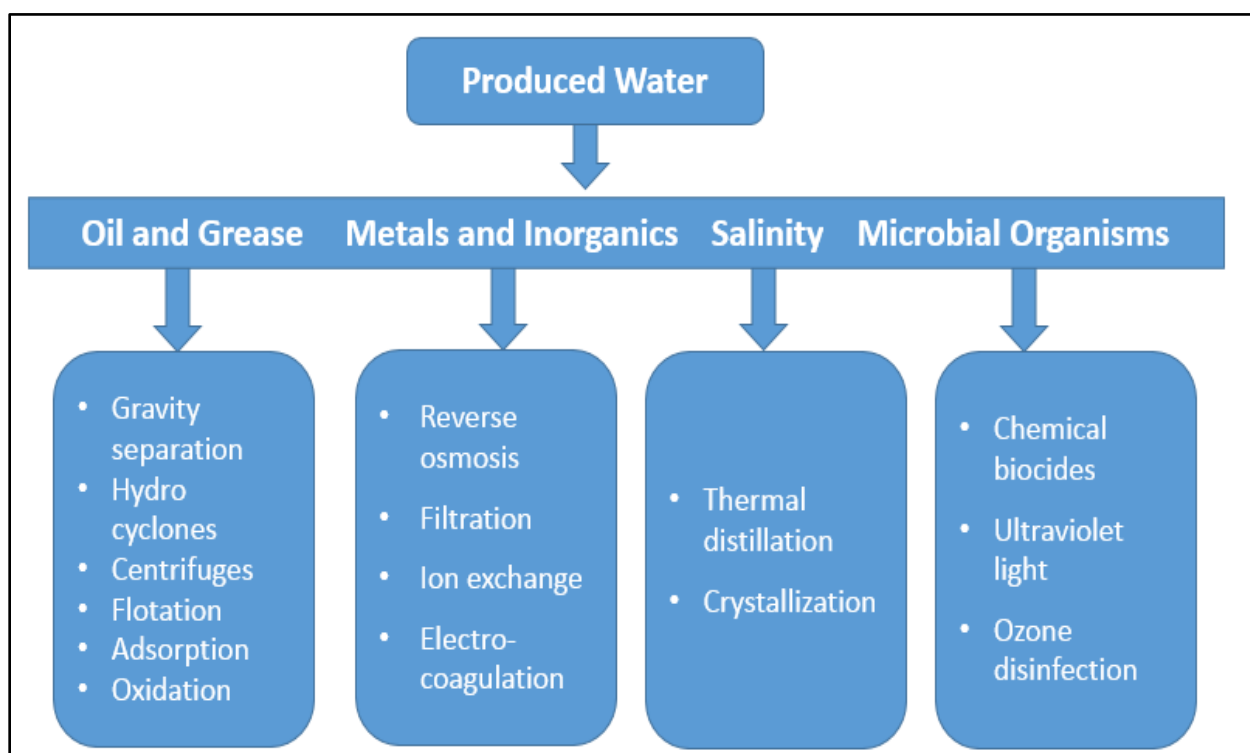 Produced Water
Oil and Grease Metals and Inorganics Salinity Microbial Organisms
• Gravity
separation
• Hydro
cyclones
• Centrifuges
• Flotation
• Adsorption
• Oxidation
• Reverse
osmosis
• Filtration
• Ion exchange
• Electro-
coagulation
• Thermal
distillation
• Crystallization
• Chemical
biocides
• Ultraviolet
light
• Ozone
disinfection